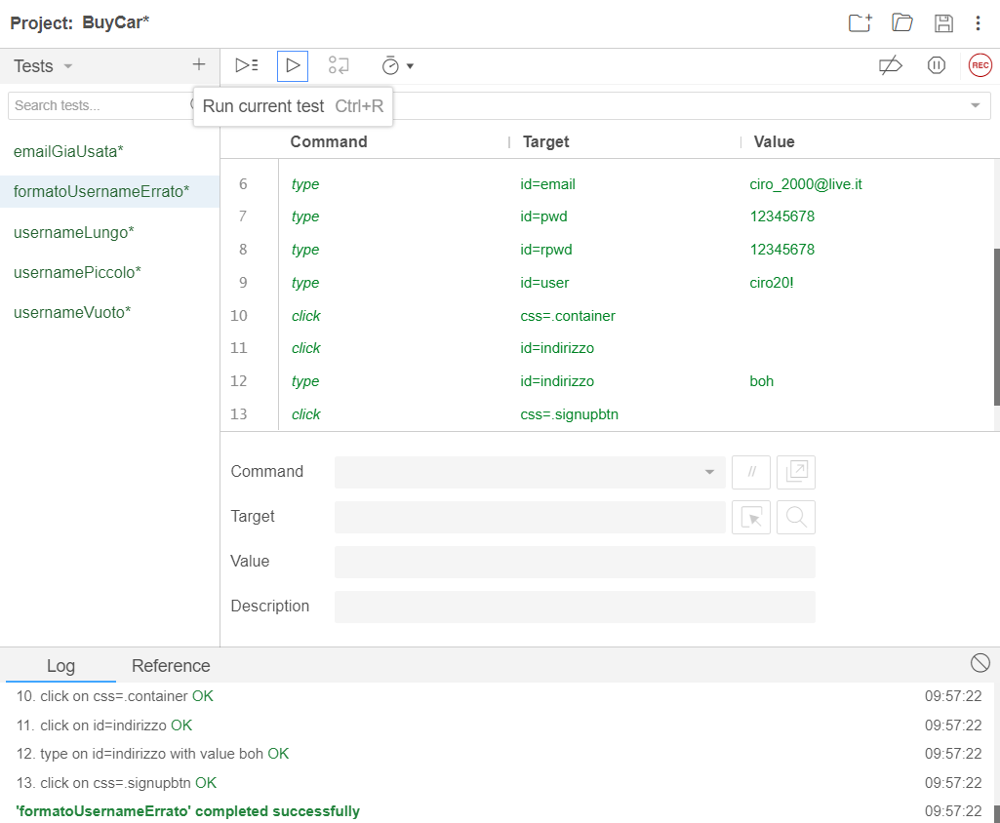 Project: BuyCar*
Tests
+
REC
Search tests...
Run current test Ctrl+R
Command Target Value
emailGiaUsata*
formatoUsernameErrato*
usernameLungo*
usernamePiccolo*
usernameVuoto*
6 type id=email ciro_2000@live.it
7 type id=pwd 12345678
8 type id=rpwd 12345678
9 type id=user ciro20!
10 click css=.container
11 click id=indirizzo
12 type id=indirizzo boh
13 click css=.signupbtn
Command //
Target
Value
Description
Log Reference
10. click on css=.container OK 09:57:22
11. click on id=indirizzo OK 09:57:22
12. type on id=indirizzo with value boh OK 09:57:22
13. click on css=.signupbtn OK 09:57:22
'formatoUsernameErrato' completed successfully 09:57:22